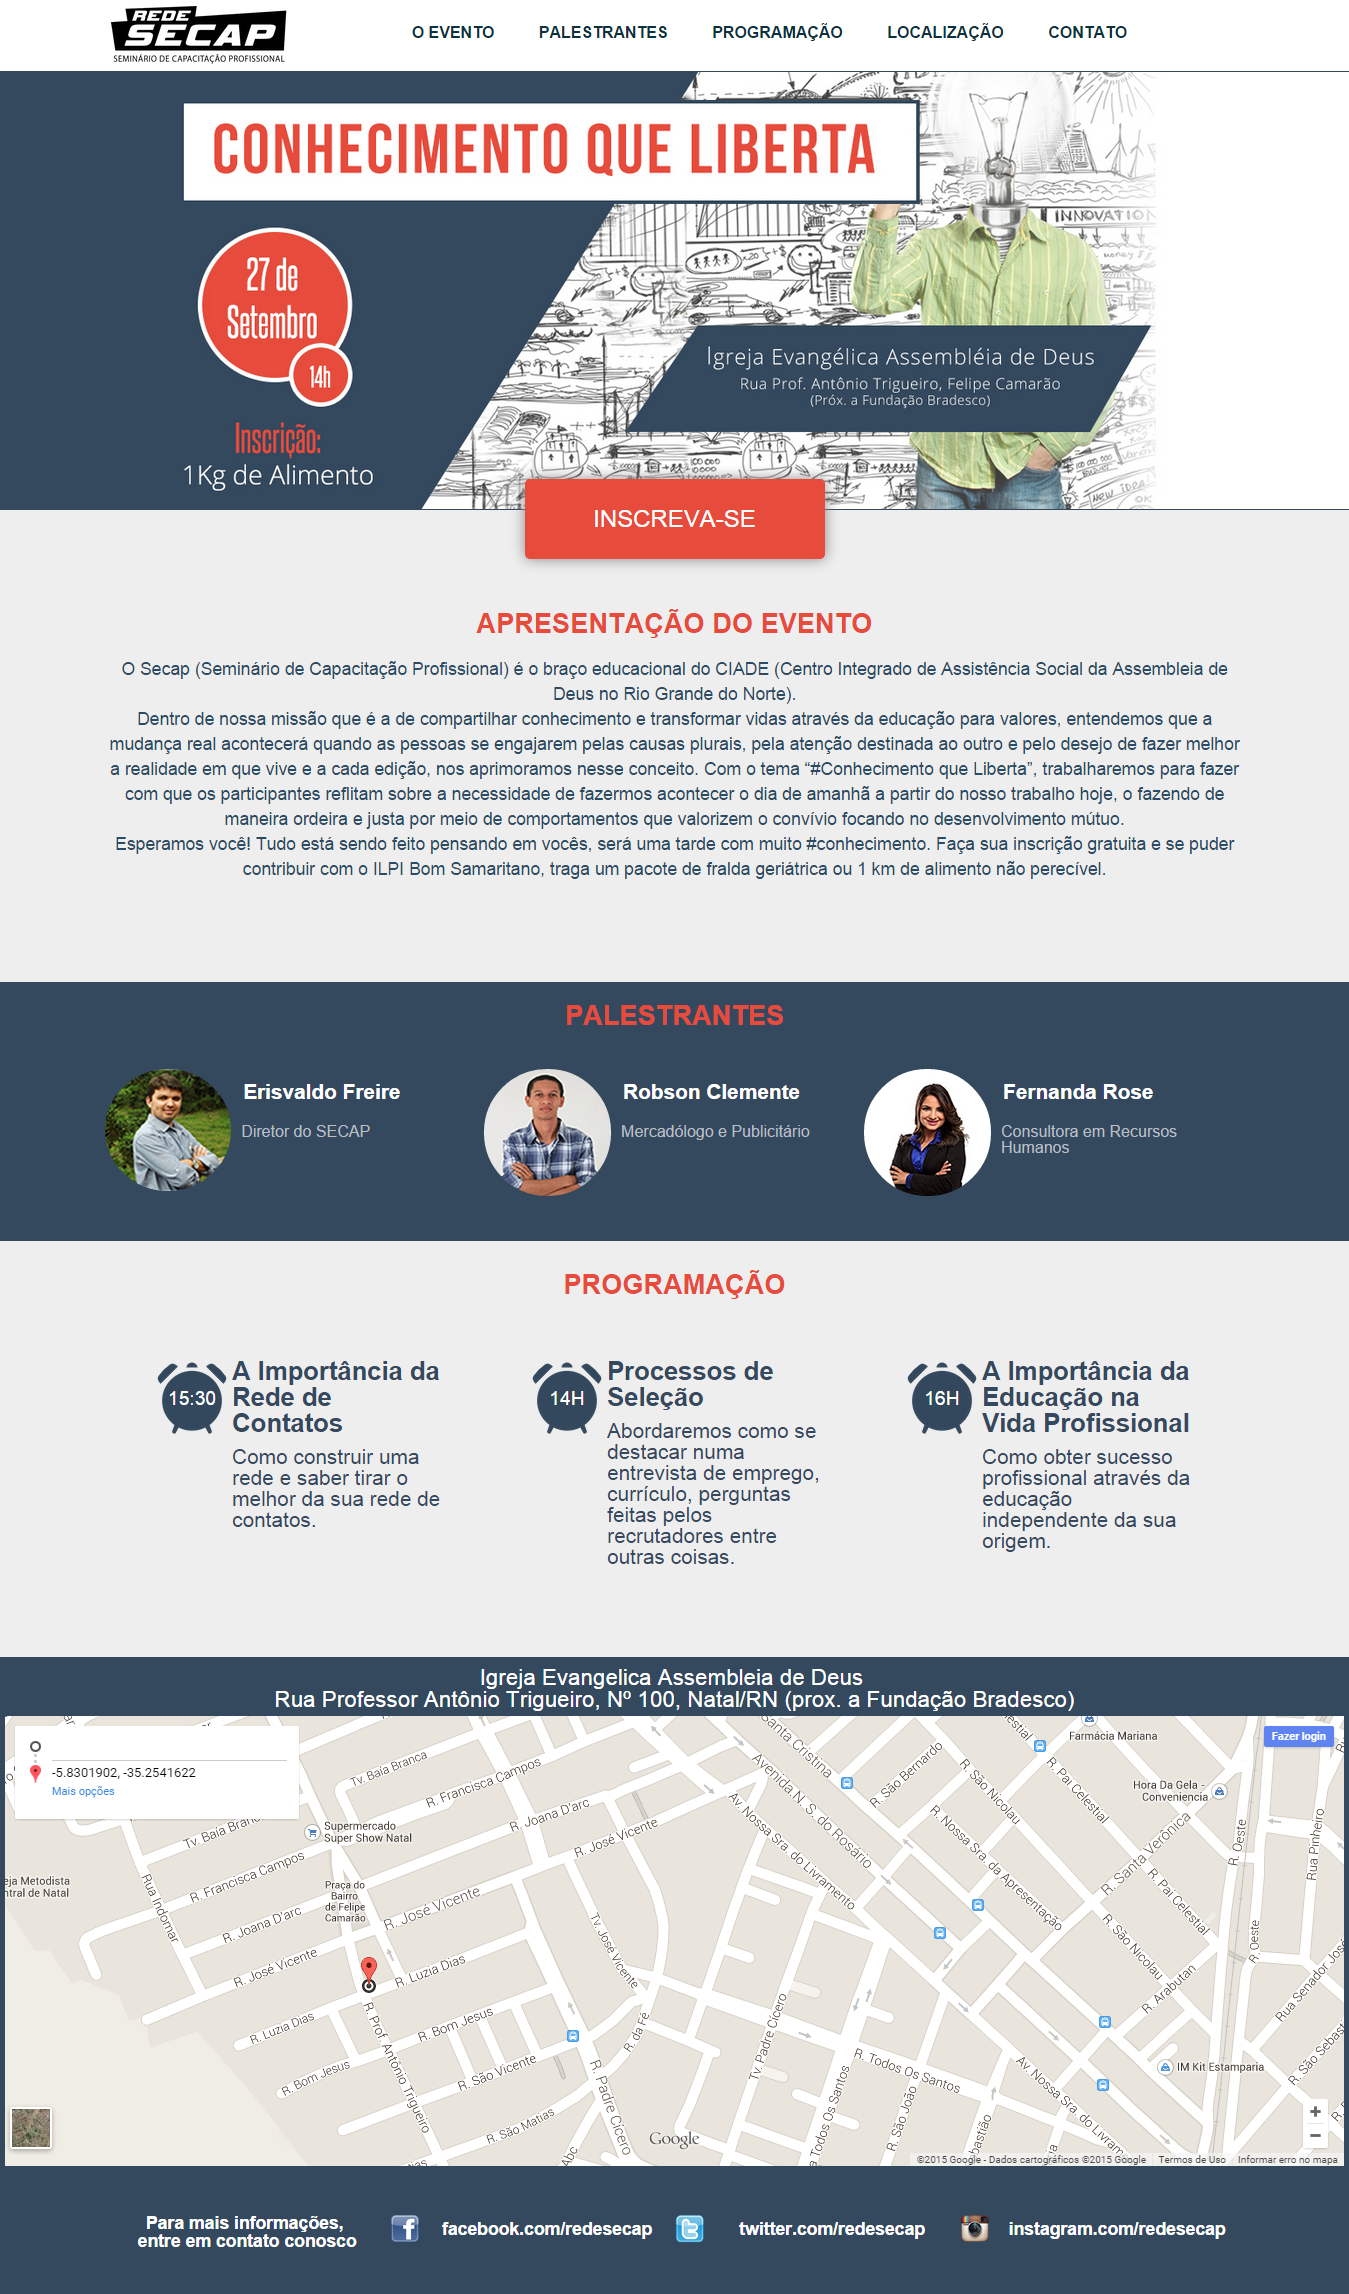 REDE
SECAP
SEMINÁRIO DE CAPACITAÇÃO PROFISSIONAL
O EVENTO
PALESTRANTES
PROGRAMAÇÃO
LOCALIZAÇÃO
CONTATO
CONHECIMENTO QUE LIBERTA
INNOVATION
27 de
Setembro
14h
Igreja Evangélica Assembléia de Deus
Rua Prof. Antônio Trigueiro, Felipe Camarão
(Próx. a Fundação Bradesco)
Inscrição:
1Kg de Alimento
INSCREVA-SE
APRESENTAÇÃO DO EVENTO
O Secap (Seminário de Capacitação Profissional) é o braço educacional do CIADE (Centro Integrado de Assistência Social da Assembleia de
Deus no Rio Grande do Norte).
Dentro de nossa missão que é a de compartilhar conhecimento e transformar vidas através da educação para valores, entendemos que a
mudança real acontecerá quando as pessoas se engajarem pelas causas plurais, pela atenção destinada ao outro e pelo desejo de fazer melhor
a realidade em que vive e a cada edição, nos aprimoramos nesse conceito. Com o tema “#Conhecimento que Liberta”, trabalharemos para fazer
com que os participantes reflitam sobre a necessidade de fazermos acontecer o dia de amanhã a partir do nosso trabalho hoje, o fazendo de
maneira ordeira e justa por meio de comportamentos que valorizem o convívio focando no desenvolvimento mútuo.
Esperamos você! Tudo está sendo feito pensando em vocês, será uma tarde com muito #conhecimento. Faça sua inscrição gratuita e se puder
contribuir com o ILPI Bom Samaritano, traga um pacote de fralda geriátrica ou 1 km de alimento não perecível.
PALESTRANTES
Erisvaldo Freire
Diretor do SECAP
Robson Clemente
Mercadólogo e Publicitário
Fernanda Rose
Consultora em Recursos
Humanos
PROGRAMAÇÃO
15:30
A Importância da
Rede de
Contatos
Como construir uma
rede e saber tirar o
melhor da sua rede de
contatos.
14H
Processos de
Seleção
Abordaremos como se
destacar numa
entrevista de emprego,
currículo, perguntas
feitas pelos
recrutadores entre
outras coisas.
16H
A Importância da
Educação na
Vida Profissional
Como obter sucesso
profissional através da
educação
independente da sua
origem.
Igreja Evangelica Assembleia de Deus
Rua Professor Antônio Trigueiro, Nº 100, Natal/RN (prox. a Fundação Bradesco)
-5.8301902, -35.2541622
Mais opções
Fazer login
Farmácia Mariana
Hora Da Gela -
Conveniencia
Supermercado
Super Show Natal
Praça do
Bairro
de Felipe
Camarão
eja Metodista
ntral de Natal
Tv. Baía Branca
R. Francisca Campos
R. Joana D'arc
R. José Vicente
Tv. Baía Branc
R. Francisca Campos
R. Joana D'arc
R. José Vicente
R. José Vicente
Rua Indomar
R. Luzia Dias
R. Luzia Dias
R. Bom Jesus
R. Bom Jesus
R. São Vicente
R. São Matias
R. Prof. Antônio Trigueiro
Tv. José Vicente
R. da Fé
R. Padre Cícero
Tv. Padre Cícero
Abc
Santa Cristina
Avenida N. S. do Rosário
Av. Nossa Sra. do Livramento
R. São Bernardo
R. Nossa Sra. da Apresentação
R. São Nicolau
R. Pai Celestial
elestial
R. Santa Verônica
R. Pai Celestial
R. São Nicolau
R. Arabutan
R. Oeste
R. Oeste
Rua Pinheiro
Rua Senador José
R. São Sebast
R. Todos Os Santos
a Todos Os Santos
R. São João
ebastião
Av. Nossa Sra. do Livram
IM Kit Estamparia
R.
Google
©2015 Google - Dados cartográficos ©2015 Google
Termos de Uso
Informar erro no mapa
Para mais informações,
entre em contato conosco
facebook.com/redesecap
twitter.com/redesecap
instagram.com/redesecap